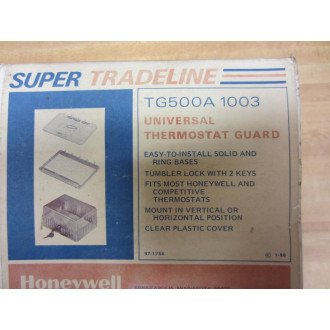 SUPER TRADELINE
TG500A 1003
UNIVERSAL
THERMOSTAT GUARD
EASY-TO-INSTALL SOLID AND
RING BASES
TUMBLER LOCK WITH 2 KEYS
FITS MOST HONEYWELL AND
COMPETITIVE
THERMOSTATS
MOUNT IN VERTICAL OR
HORIZONTAL POSITION
CLEAR PLASTIC COVER
Honeywell